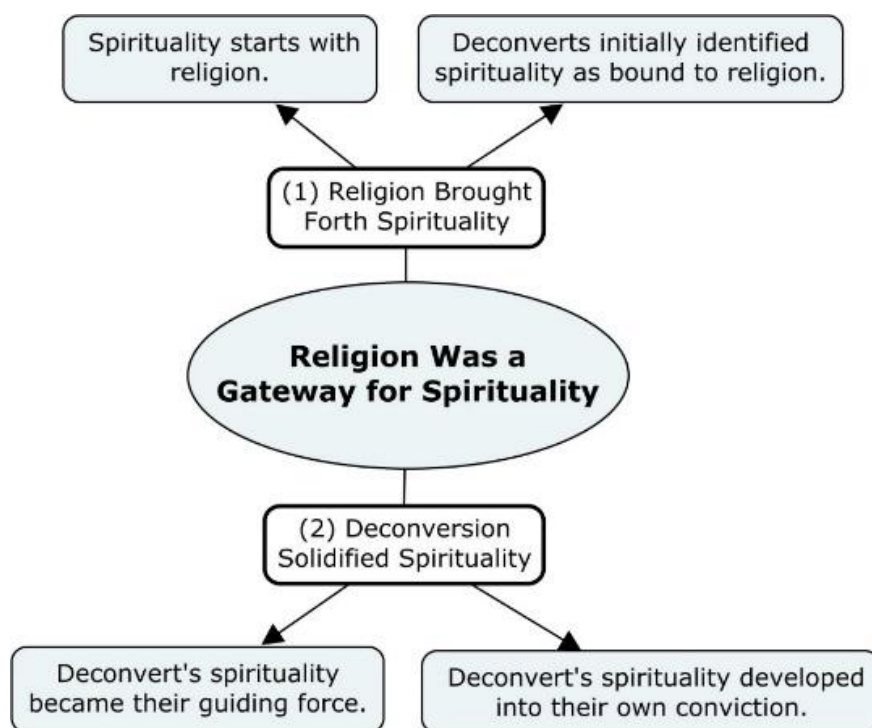 Spirituality starts with
religion.
Deconverts initially identified
spirituality as bound to religion.
(1) Religion Brought
Forth Spirituality
Religion Was a
Gateway for Spirituality
(2) Deconversion
Solidified Spirituality
Deconvert's spirituality
became their guiding force.
Deconvert's spirituality developed
into their own conviction.